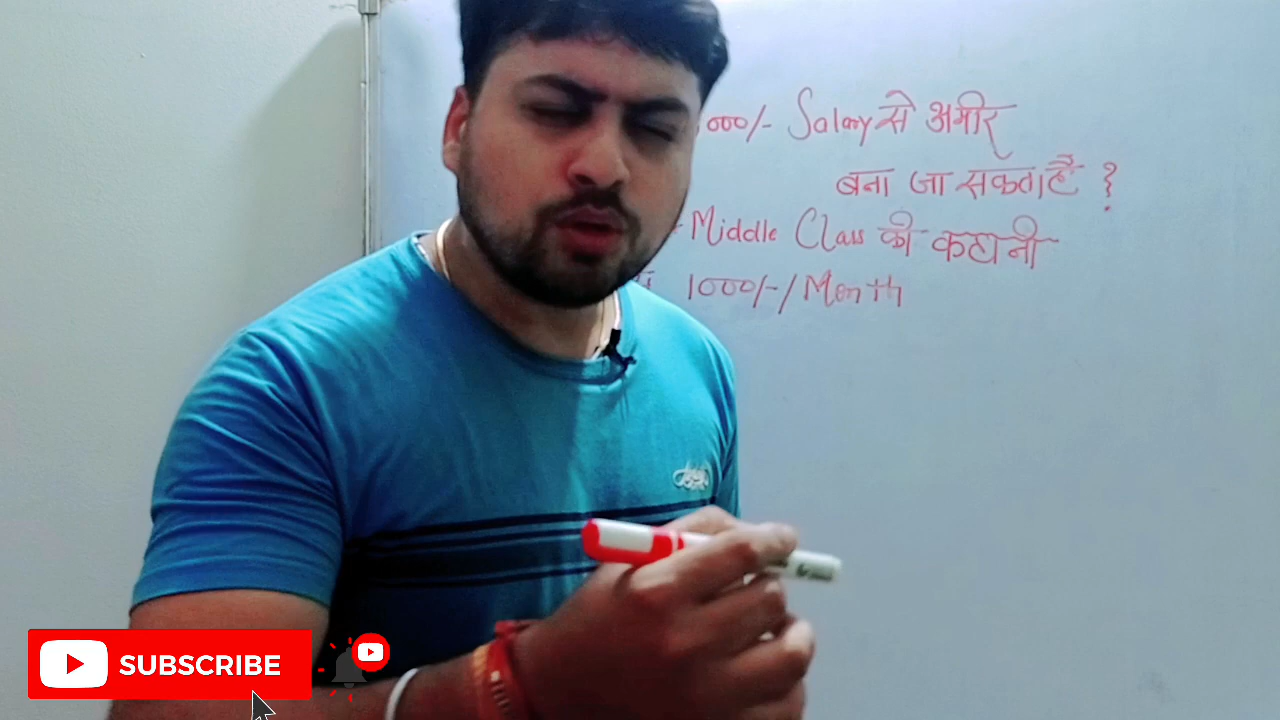 000/- Salary से अमीर
बना जा सकता है ?
- Middle Class की कहानी
1000/-/Month
SUBSCRIBE